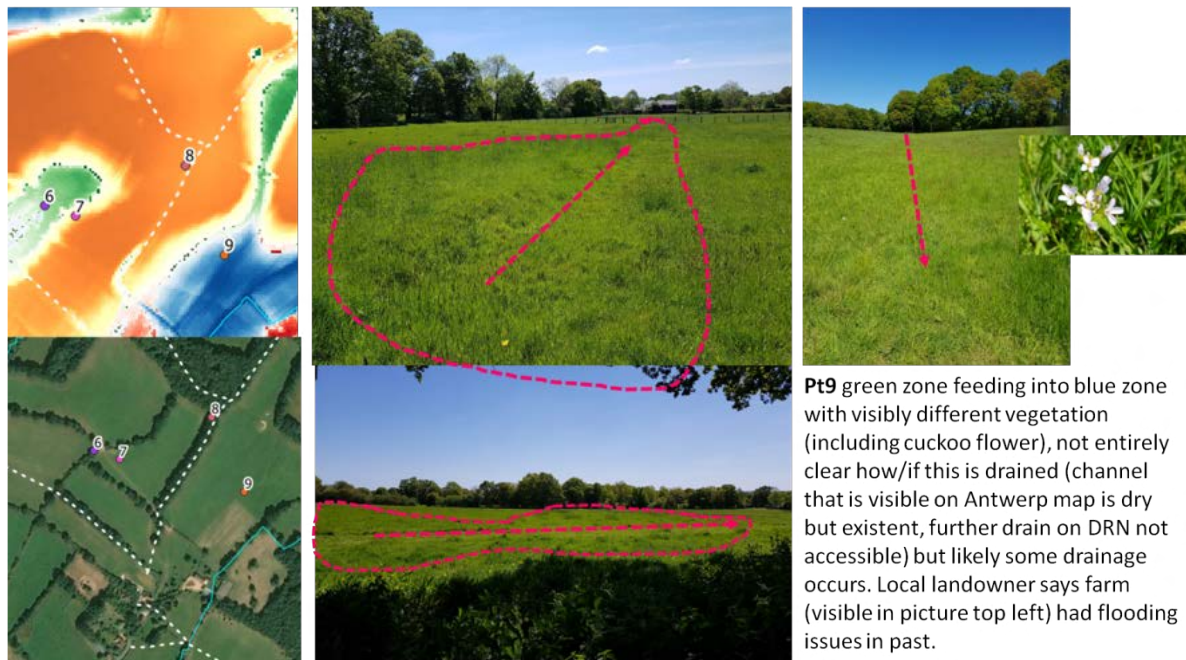 8
6
7
9
8
6
7
9
Pt9 green zone feeding into blue zone
with visibly different vegetation
(including cuckoo flower), not entirely
clear how/if this is drained (channel
that is visible on Antwerp map is dry
but existent, further drain on DRN not
accessible) but likely some drainage
occurs. Local landowner says farm
(visible in picture top left) had flooding
issues in past.